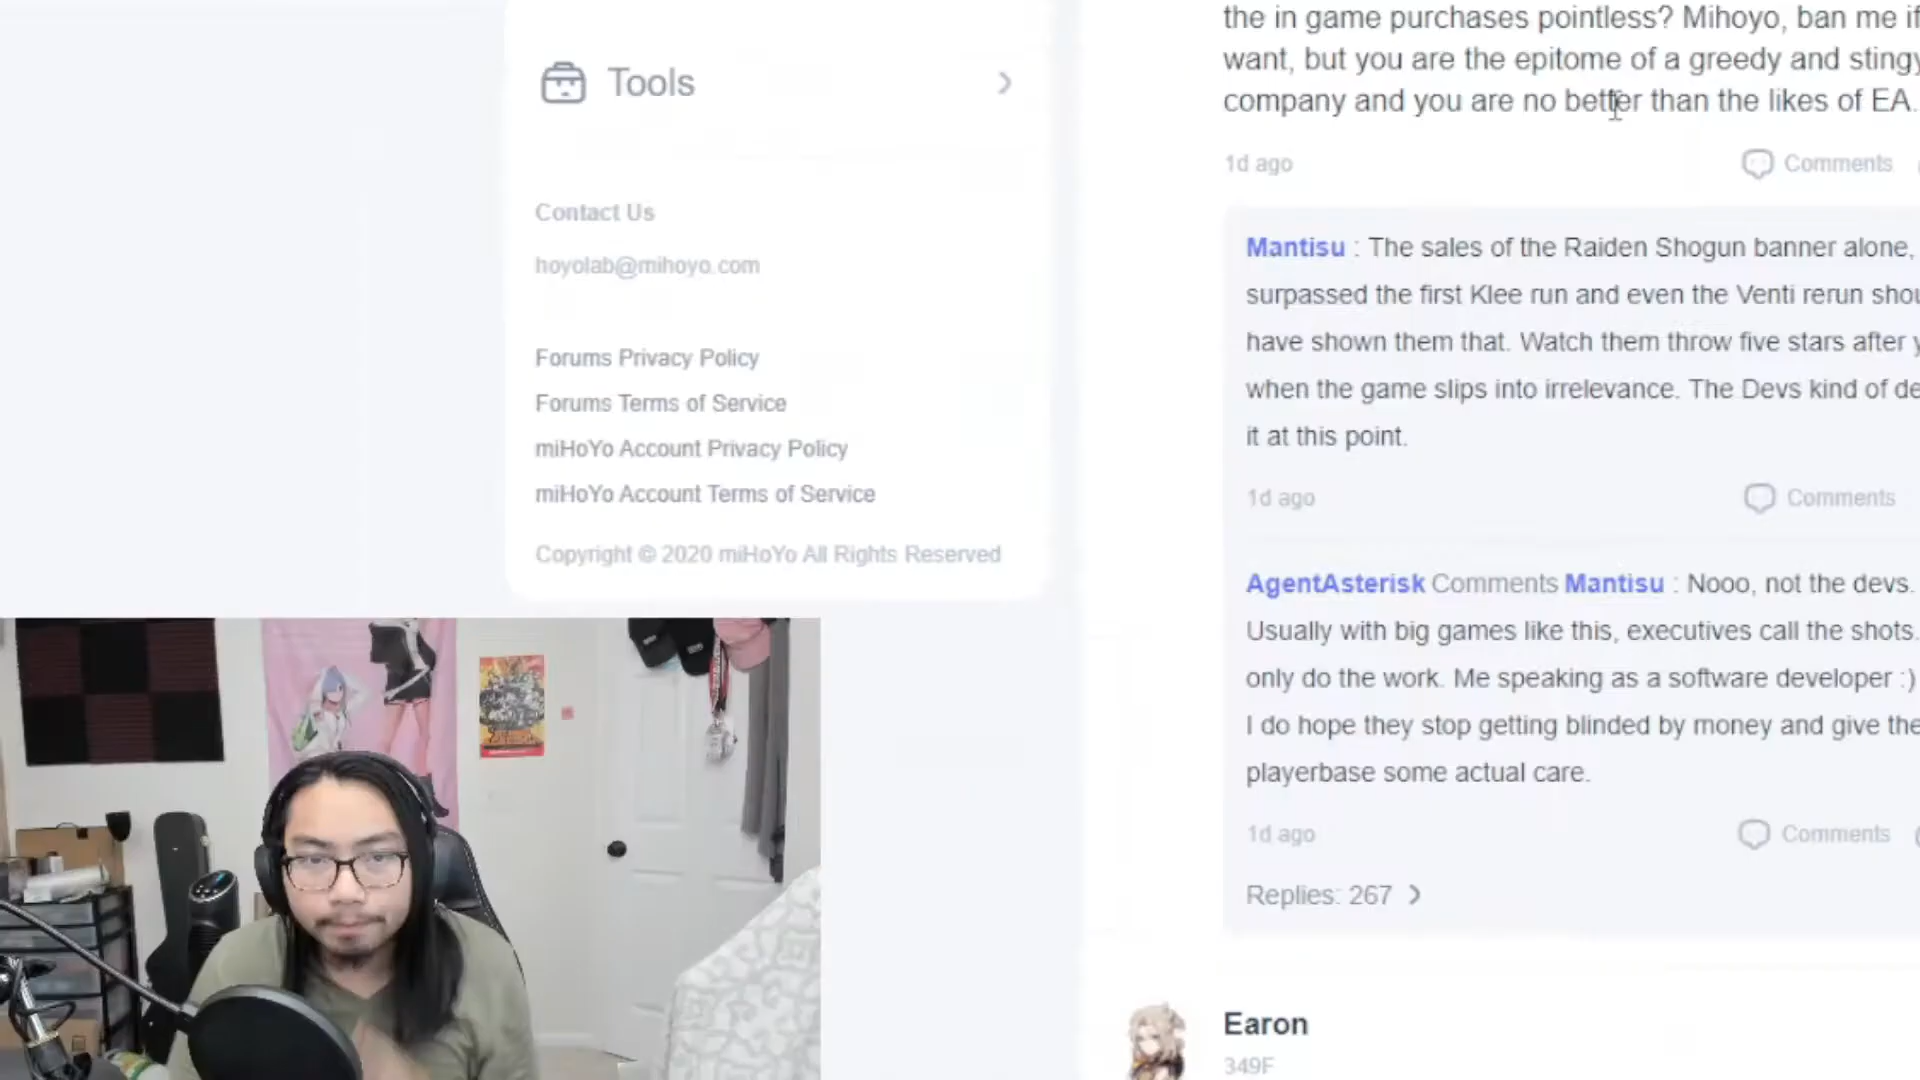 Tools
Contact Us
hoyolab@mihoyo.com
Forums Privacy Policy
Forums Terms of Service
miHoYo Account Privacy Policy
miHoYo Account Terms of Service
Copyright © 2020 miHoYo All Rights Reserved
the in game purchases pointless? Mihoyo, ban me if
want, but you are the epitome of a greedy and stingy
company and you are no better than the likes of EA.
1d ago
Comments
Mantisu : The sales of the Raiden Shogun banner alone,
surpassed the first Klee run and even the Venti rerun
have shown them that. Watch them throw five stars after
when the game slips into irrelevance. The Devs kind of
it at this point.
1d ago
Comments
AgentAsterisk Comments Mantisu : Nooo, not the devs.
Usually with big games like this, executives call the shots.
only do the work. Me speaking as a software developer :)
I do hope they stop getting blinded by money and give the
playerbase some actual care.
1d ago
Comments
Replies: 267
Earon
349F